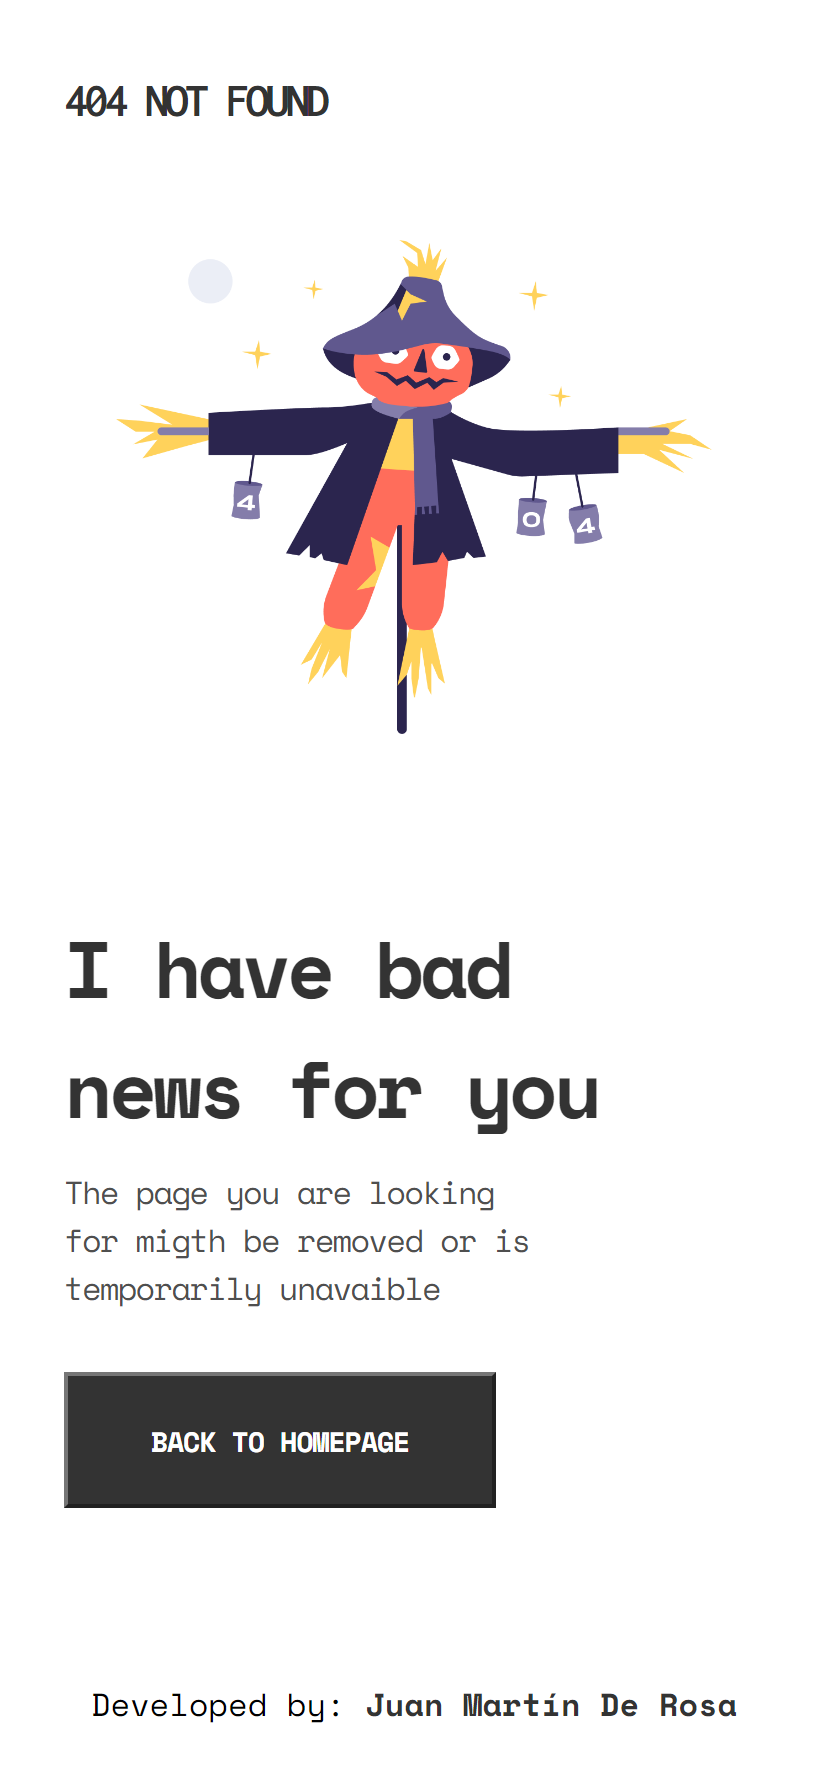 404 NOT FOUND
4
0 4
I have bad
news for you
The page you are looking
for migth be removed or is
temporarily unavaible
BACK TO HOMEPAGE
Developed by: Juan Martín De Rosa